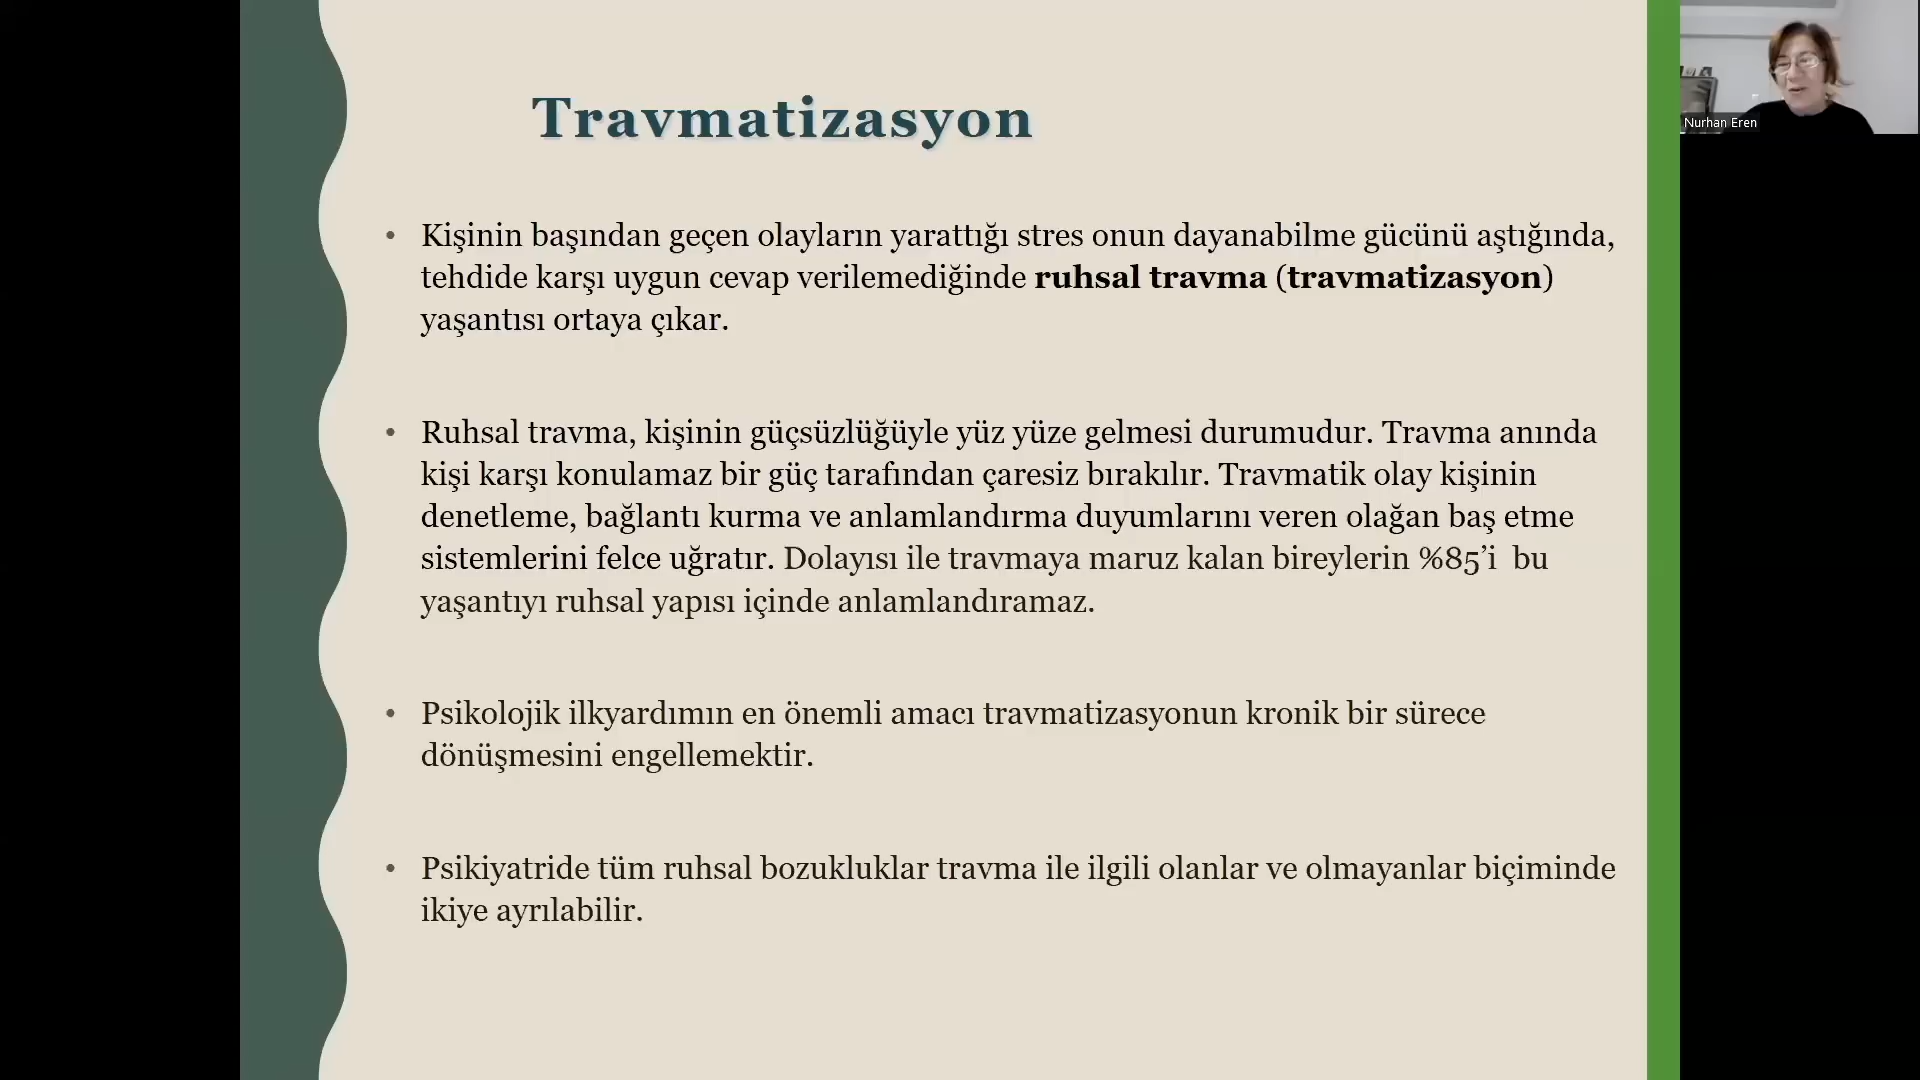 Travmatizasyon
Nurhan Eren
• Kişinin başından geçen olayların yarattığı stres onun dayanabilme gücünü aştığında,
tehdide karşı uygun cevap verilemediğinde ruhsal travma (travmatizasyon)
yaşantısı ortaya çıkar.
• Ruhsal travma, kişinin güçsüzlüğüyle yüz yüze gelmesi durumudur. Travma anında
kişi karşı konulamaz bir güç tarafından çaresiz bırakılır. Travmatik olay kişinin
denetleme, bağlantı kurma ve anlamlandırma duyumlarını veren olağan baş etme
sistemlerini felce uğratır. Dolayısı ile travmaya maruz kalan bireylerin %85’i  bu
yaşantıyı ruhsal yapısı içinde anlamlandıramaz.
• Psikolojik ilkyardımın en önemli amacı travmatizasyonun kronik bir sürece
dönüşmesini engellemektir.
• Psikiyatride tüm ruhsal bozukluklar travma ile ilgili olanlar ve olmayanlar biçiminde
ikiye ayrılabilir.